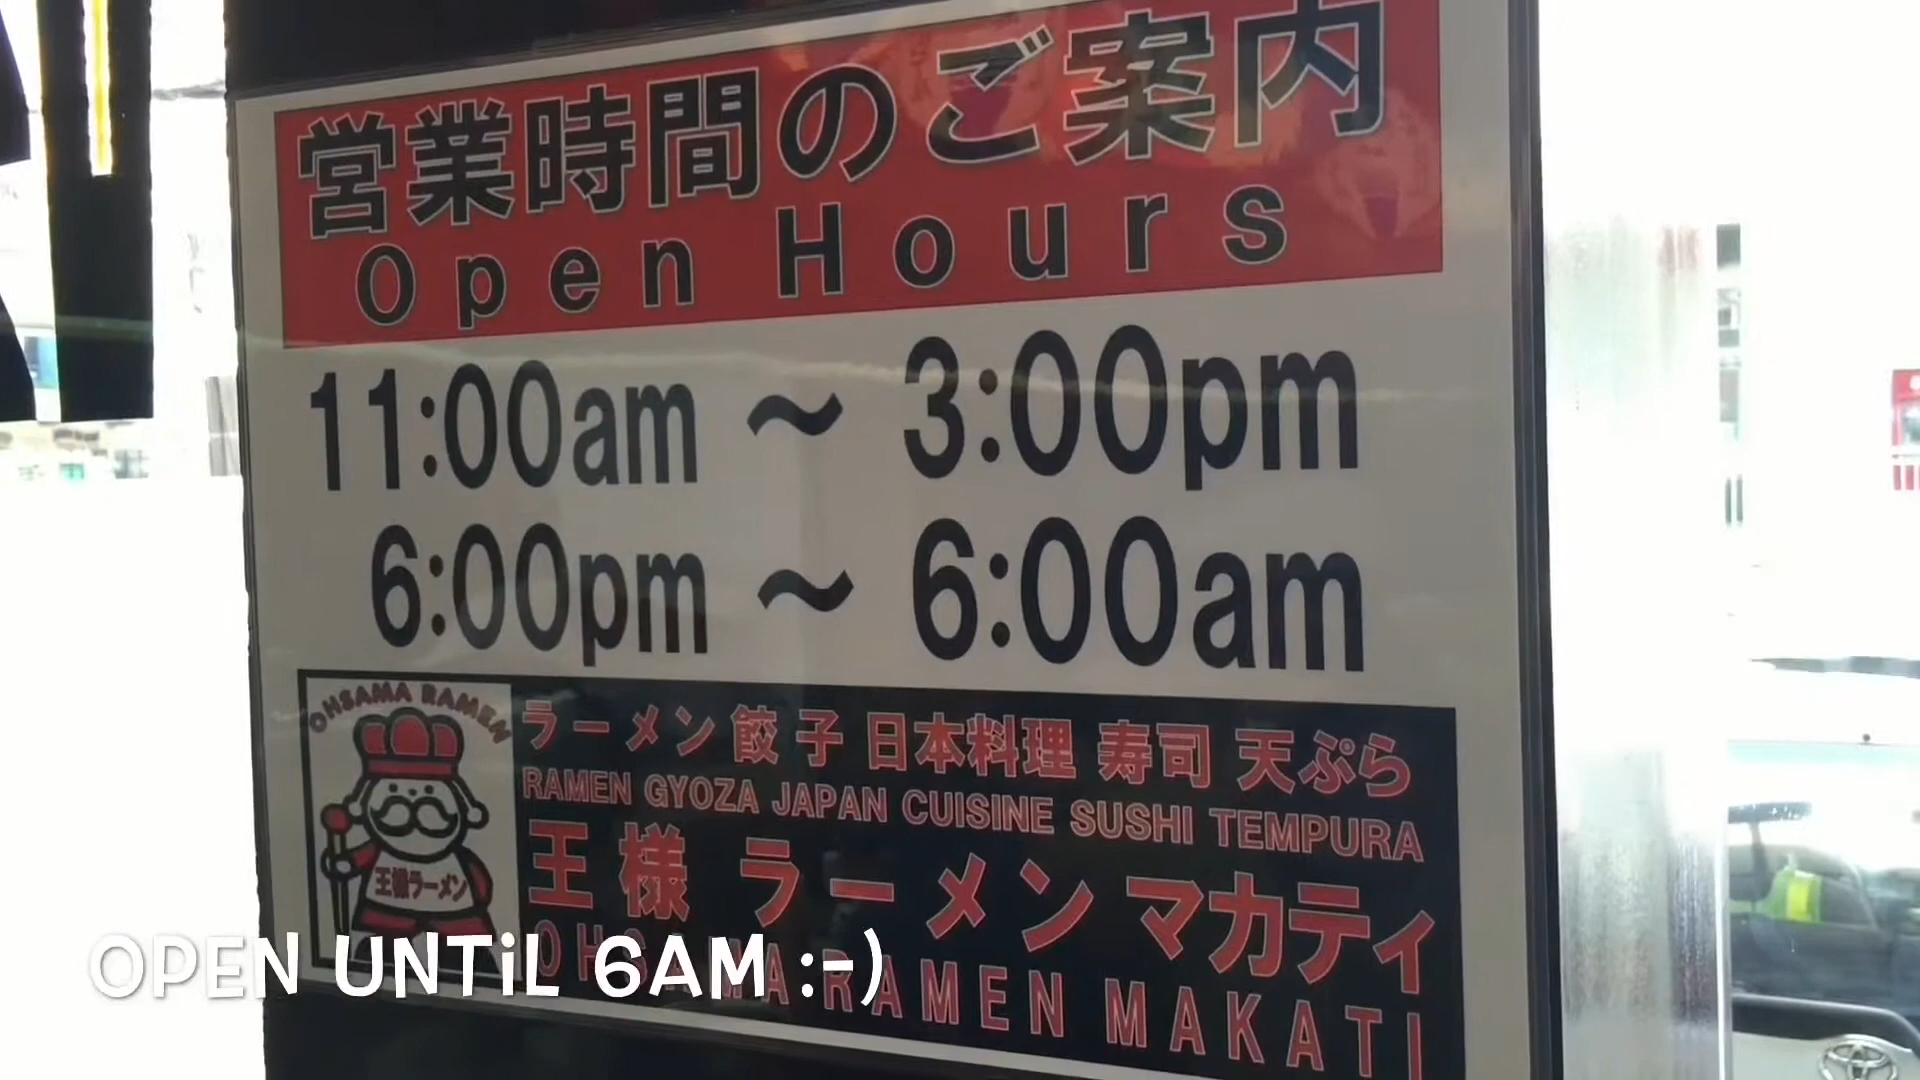 営業時間のご案内
Open Hours
11:00am ~ 3:00pm
6:00pm ~ 6:00am
OHSAMA RAMEN
王様ラーメン
ラーメン 餃子 日本料理 寿司 天ぷら
RAMEN GYOZA JAPAN CUISINE SUSHI TEMPURA
王様 ラーメン マカティ
OHSAMA RAMEN MAKATI
OPEN UNTiL 6AM :-)